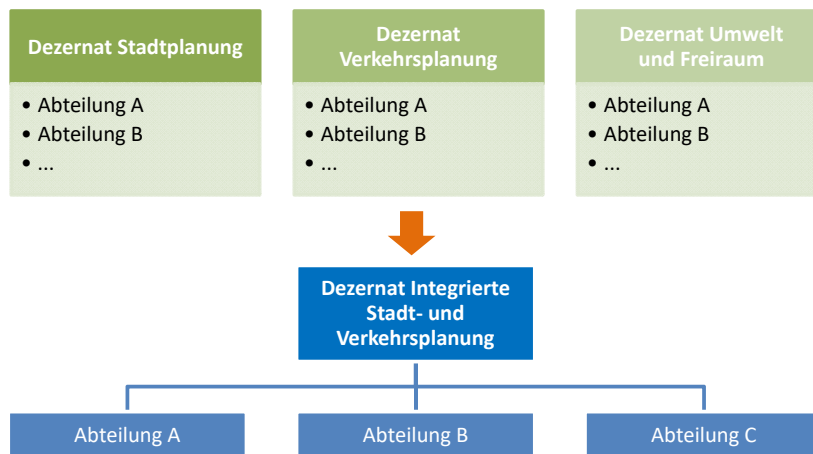 Dezernat Stadtplanung
• Abteilung A
• Abteilung B
• ...
Dezernat
Verkehrsplanung
• Abteilung A
• Abteilung B
• ...
Dezernat Umwelt
und Freiraum
• Abteilung A
• Abteilung B
• ...
Dezernat Integrierte
Stadt- und
Verkehrsplanung
Abteilung A
Abteilung B
Abteilung C